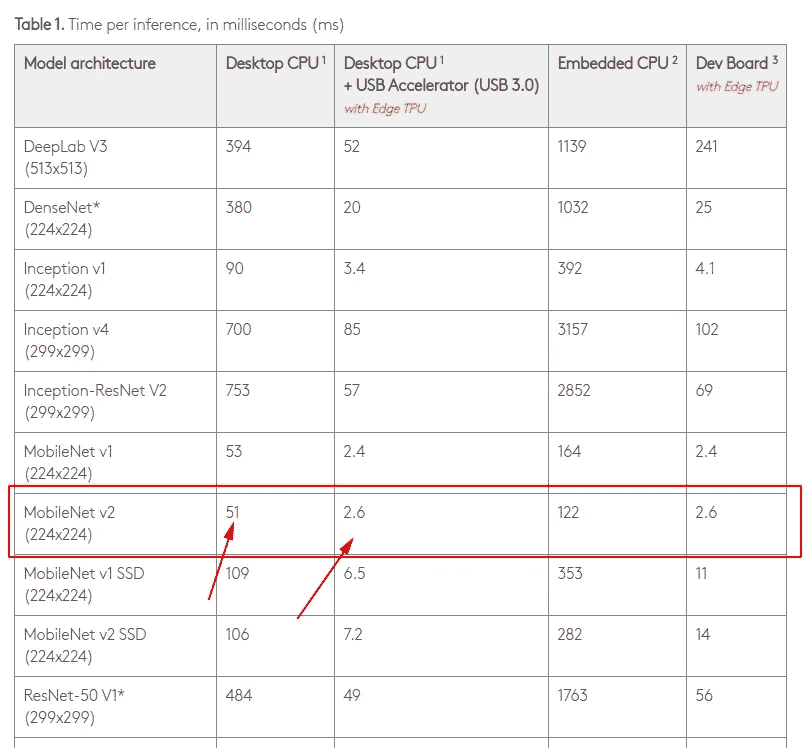 Table 1. Time per inference, in milliseconds (ms)
Model architecture Desktop CPU 1 Desktop CPU 1 Embedded CPU 2 Dev Board 3
+ USB Accelerator (USB 3.0) with Edge TPU
with Edge TPU
DeepLab V3 394 52 1139 241
(513x513)
DenseNet* 380 20 1032 25
(224x224)
Inception v1 90 3.4 392 4.1
(224x224)
Inception v4 700 85 3157 102
(299x299)
Inception-ResNet V2 753 57 2852 69
(299x299)
MobileNet v1 53 2.4 164 2.4
(224x224)
MobileNet v2 51 2.6 122 2.6
(224x224)
MobileNet v1 SSD 109 6.5 353 11
(224x224)
MobileNet v2 SSD 106 7.2 282 14
(224x224)
ResNet-50 V1* 484 49 1763 56
(299x299)